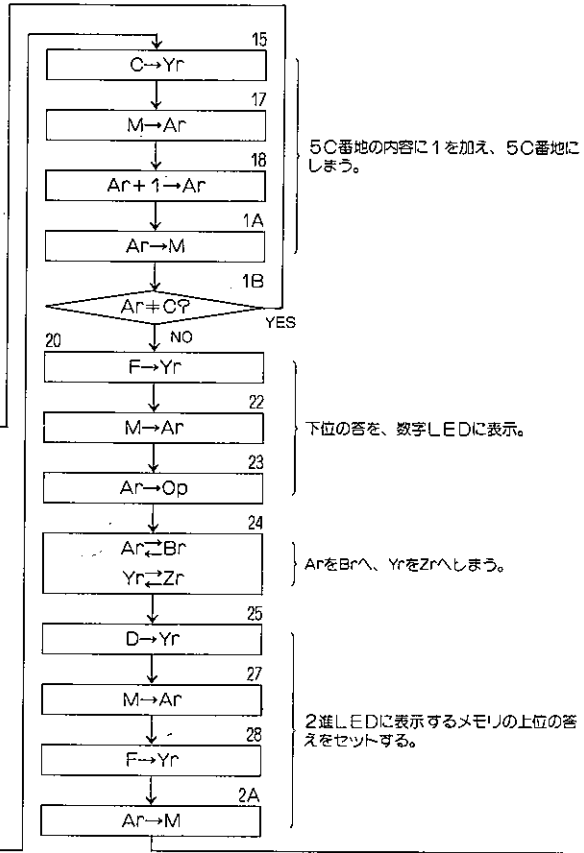 15
C→Yr
17
M→Ar
18
Ar+1→Ar
1A
Ar→M
5C番地の内容に1を加え、5C番地に
しまう。
1B
Ar≠C?
YES
NO
20
F→Yr
22
M→Ar
23
Ar→Op
下位の答を、数字LEDに表示。
24
Ar⇄Br
Yr⇄Zr
ArをBrへ、YrをZrへしまう。
25
D→Yr
27
M→Ar
28
F→Yr
2A
Ar→M
2進LEDに表示するメモリの上位の答
えをセットする。